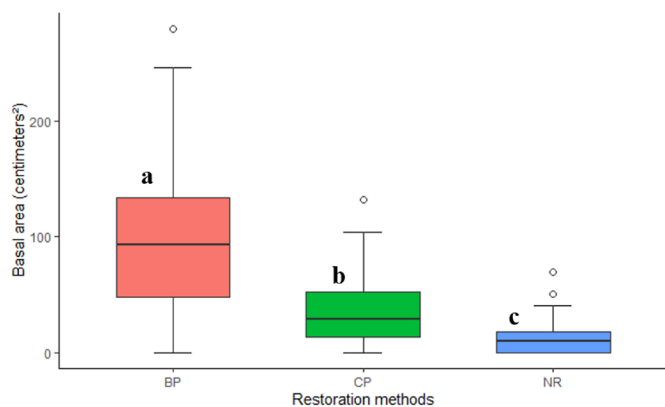 Basal area (centimeters²)
200
100
0
a
b
c
BP
CP
NR
Restoration methods